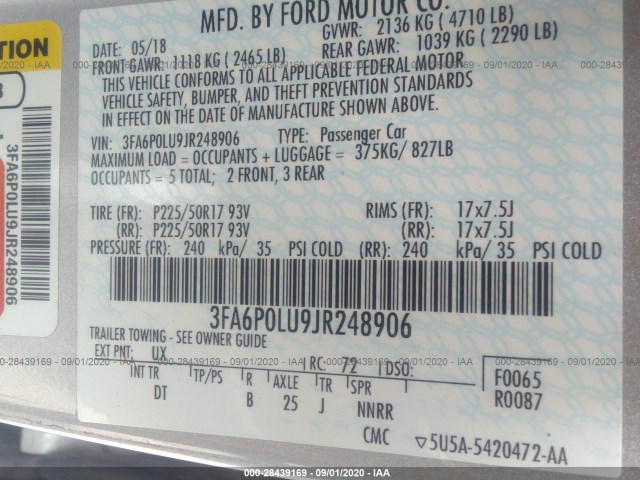 MFD. BY FORD MOTOR CO.
DATE: 05/18 GVWR: 2136 KG ( 4710 LB)
FRONT GAWR: 1118 KG ( 2465 LB) REAR GAWR: 1039 KG ( 2290 LB)
THIS VEHICLE CONFORMS TO ALL APPLICABLE FEDERAL MOTOR
VEHICLE SAFETY, BUMPER, AND THEFT PREVENTION STANDARDS
IN EFFECT ON THE DATE OF MANUFACTURE SHOWN ABOVE.
VIN: 3FA6P0LU9JR248906 TYPE: Passenger Car
MAXIMUM LOAD = OCCUPANTS + LUGGAGE = 375KG/ 827LB
OCCUPANTS = 5 TOTAL; 2 FRONT, 3 REAR
TIRE (FR): P225/50R17 93V RIMS (FR): 17x7.5J
(RR): P225/50R17 93V (RR): 17x7.5J
PRESSURE (FR): 240 kPa/ 35 PSI COLD (RR): 240 kPa/ 35 PSI COLD
3FA6P0LU9JR248906
TRAILER TOWING - SEE OWNER GUIDE
EXT PNT: UX RC: 72 DSO:
INT TR TP/PS R AXLE TR SPR F0065
DT B 25 J NNRR R0087
CMC ▽5U5A-5420472-AA
3FA6P0LU9JR248906
000-28439169 - 09/01/2020 - IAA
000-28439169 - 09/01/2020 - IAA
000-28439169 - 09/01/2020 - IAA